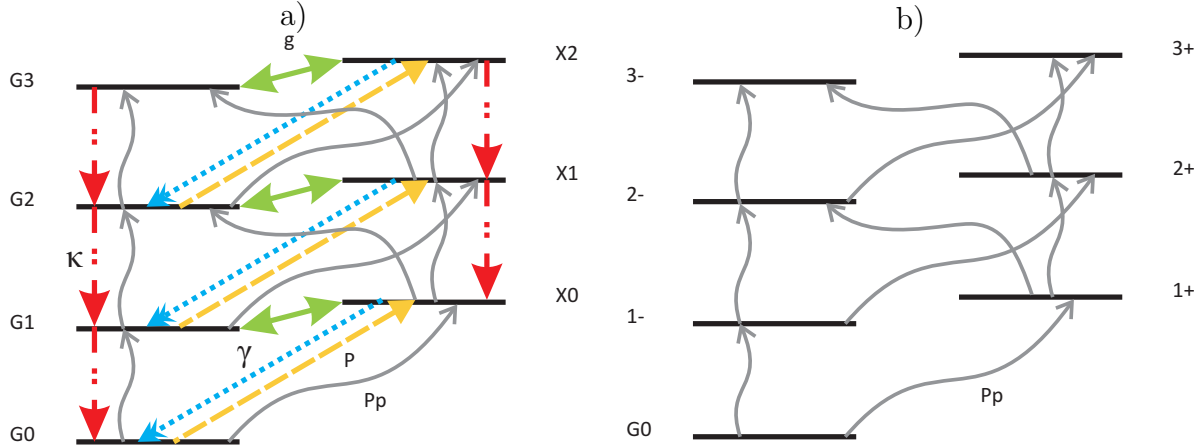 a)
g
G3
X2
G2
X1
κ
G1
X0
γ
P
Pp
G0
b)
3-
3+
2-
2+
1-
1+
Pp
G0